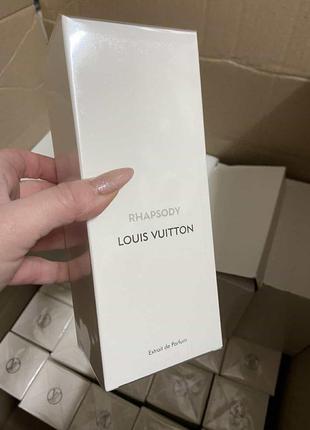 RHAPSODY
LOUIS VUITTON
Extrait de Parfum